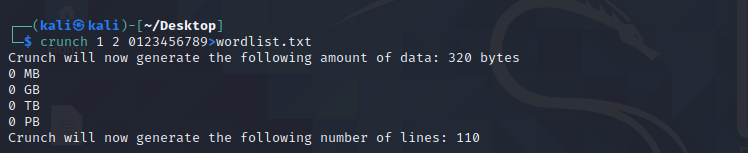 ┌──(kali㉿kali)-[~/Desktop]
└─$ crunch 1 2 0123456789>wordlist.txt
Crunch will now generate the following amount of data: 320 bytes
0 MB
0 GB
0 TB
0 PB
Crunch will now generate the following number of lines: 110